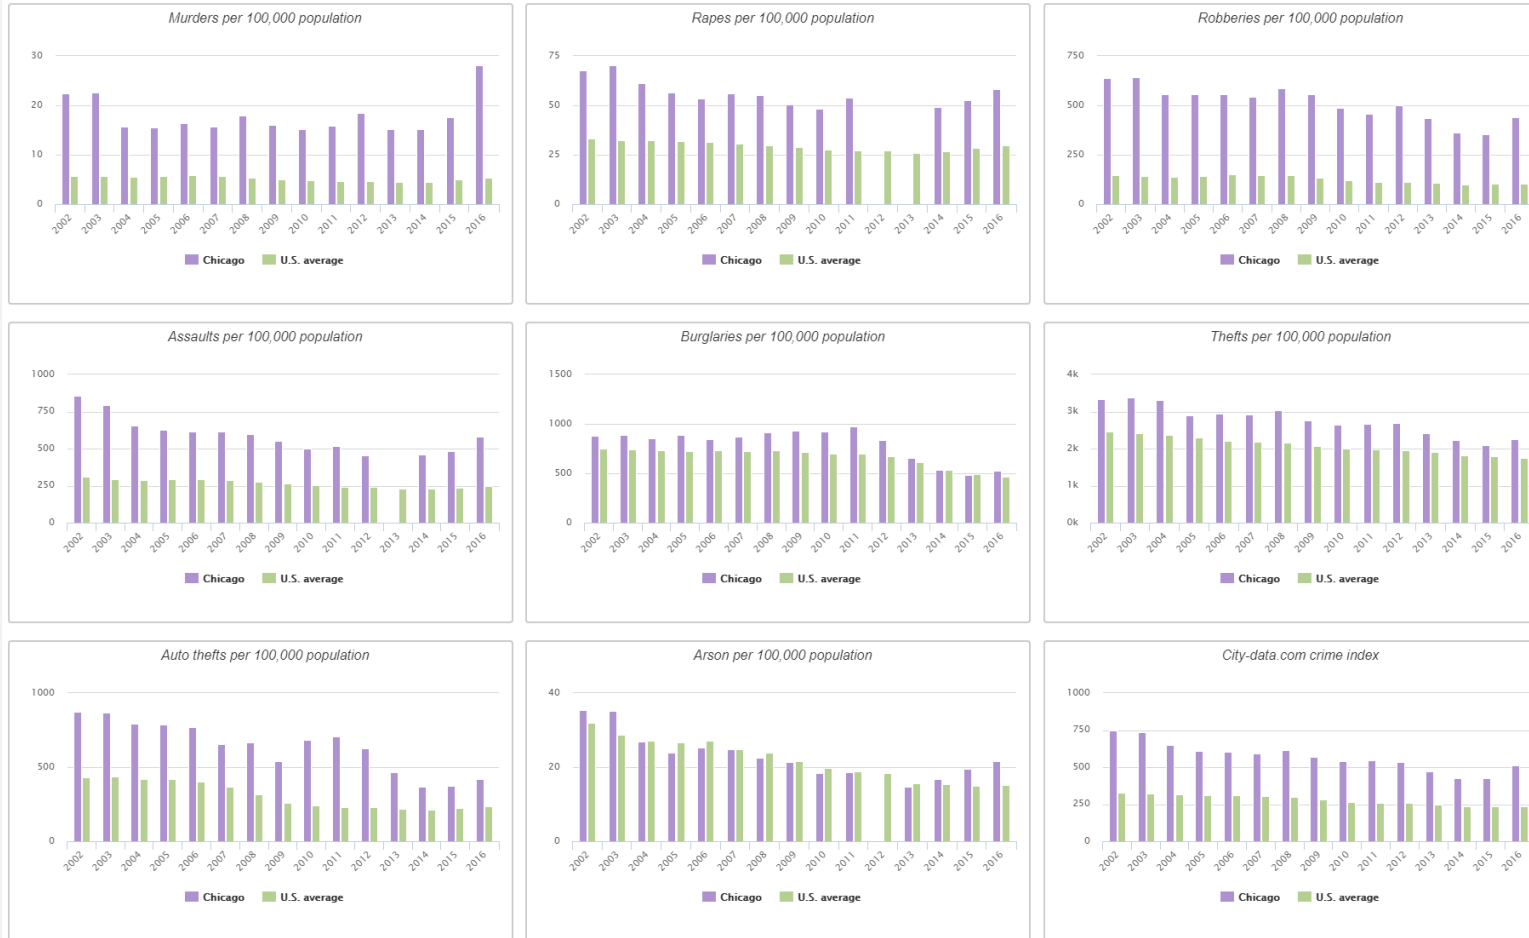 Murders per 100,000 population
30
20
10
0
2002 2003 2004 2005 2006 2007 2008 2009 2010 2011 2012 2013 2014 2015 2016
Chicago U.S. average
Rapes per 100,000 population
75
50
25
0
2002 2003 2004 2005 2006 2007 2008 2009 2010 2011 2012 2013 2014 2015 2016
Chicago U.S. average
Robberies per 100,000 population
750
500
250
0
2002 2003 2004 2005 2006 2007 2008 2009 2010 2011 2012 2013 2014 2015 2016
Chicago U.S. average
Assaults per 100,000 population
1000
750
500
250
0
2002 2003 2004 2005 2006 2007 2008 2009 2010 2011 2012 2013 2014 2015 2016
Chicago U.S. average
Burglaries per 100,000 population
1500
1000
500
0
2002 2003 2004 2005 2006 2007 2008 2009 2010 2011 2012 2013 2014 2015 2016
Chicago U.S. average
Thefts per 100,000 population
4k
3k
2k
1k
0k
2002 2003 2004 2005 2006 2007 2008 2009 2010 2011 2012 2013 2014 2015 2016
Chicago U.S. average
Auto thefts per 100,000 population
1000
500
0
2002 2003 2004 2005 2006 2007 2008 2009 2010 2011 2012 2013 2014 2015 2016
Chicago U.S. average
Arson per 100,000 population
40
20
0
2002 2003 2004 2005 2006 2007 2008 2009 2010 2011 2012 2013 2014 2015 2016
Chicago U.S. average
City-data.com crime index
1000
750
500
250
0
2002 2003 2004 2005 2006 2007 2008 2009 2010 2011 2012 2013 2014 2015 2016
Chicago U.S. average